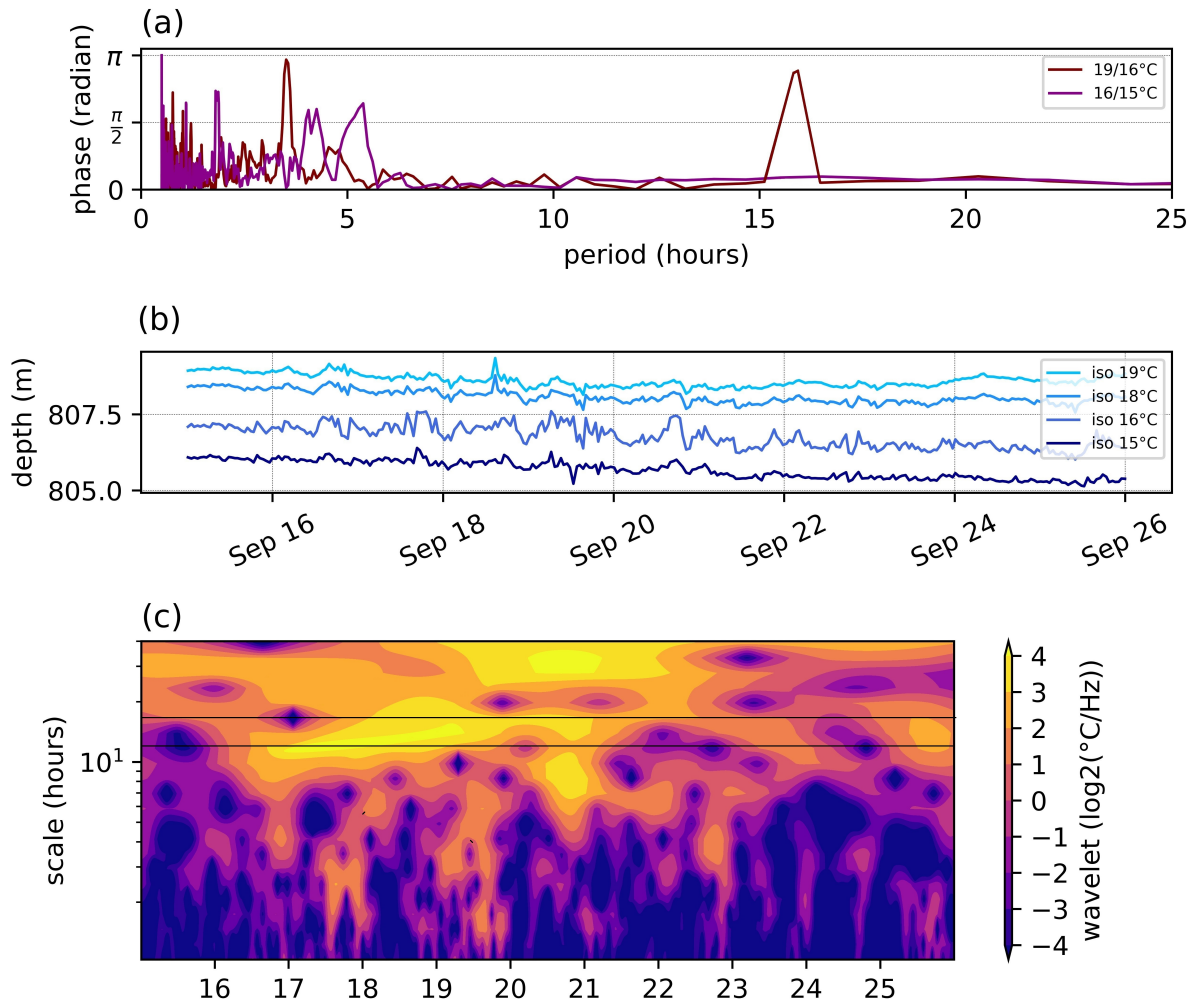 (a)
phase (radian)
π
π/2
0
19/16°C
16/15°C
0 5 10 15 20 25
period (hours)
(b)
depth (m)
807.5
805.0
iso 19°C
iso 18°C
iso 16°C
iso 15°C
Sep 16 Sep 18 Sep 20 Sep 22 Sep 24 Sep 26
(c)
scale (hours)
10¹
16 17 18 19 20 21 22 23 24 25
4
3
2
1
0
−1
−2
−3
−4
wavelet (log2(°C/Hz))